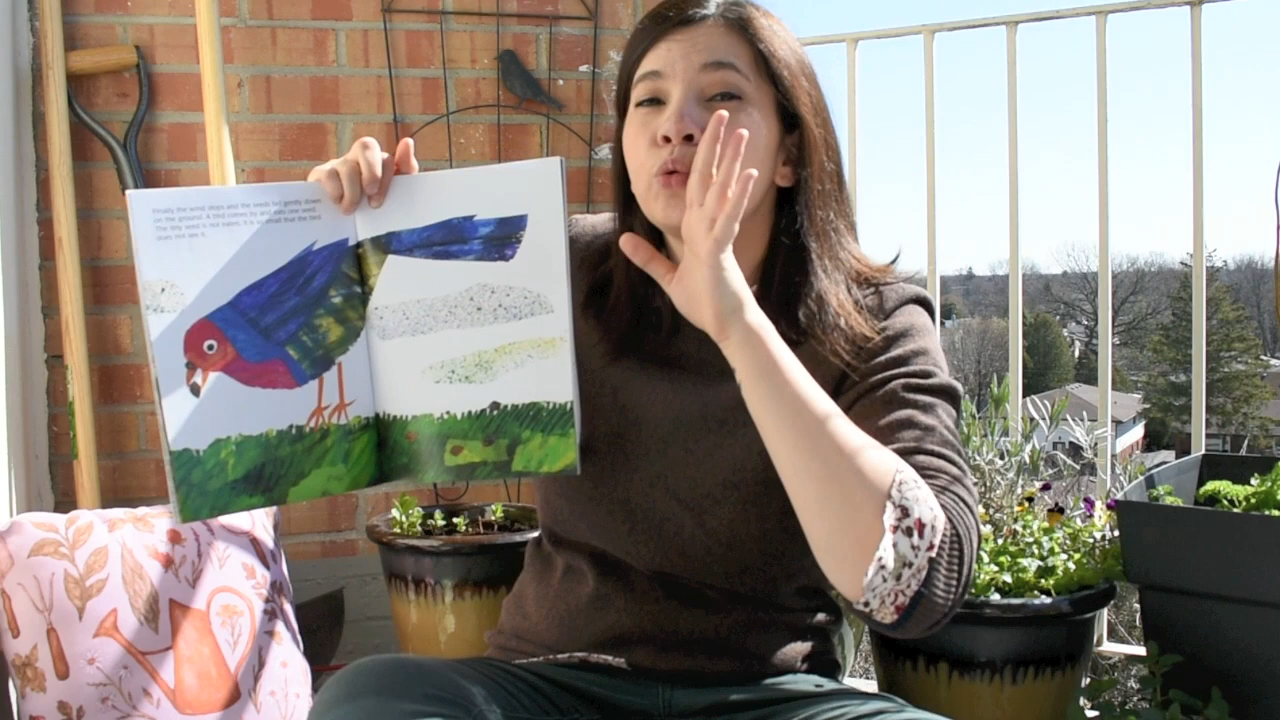 Finally the wind stops and the seeds fall gently down
on the ground. A bird comes by and eats one seed.
The tiny seed is not eaten. It is so small that the bird
does not see it.